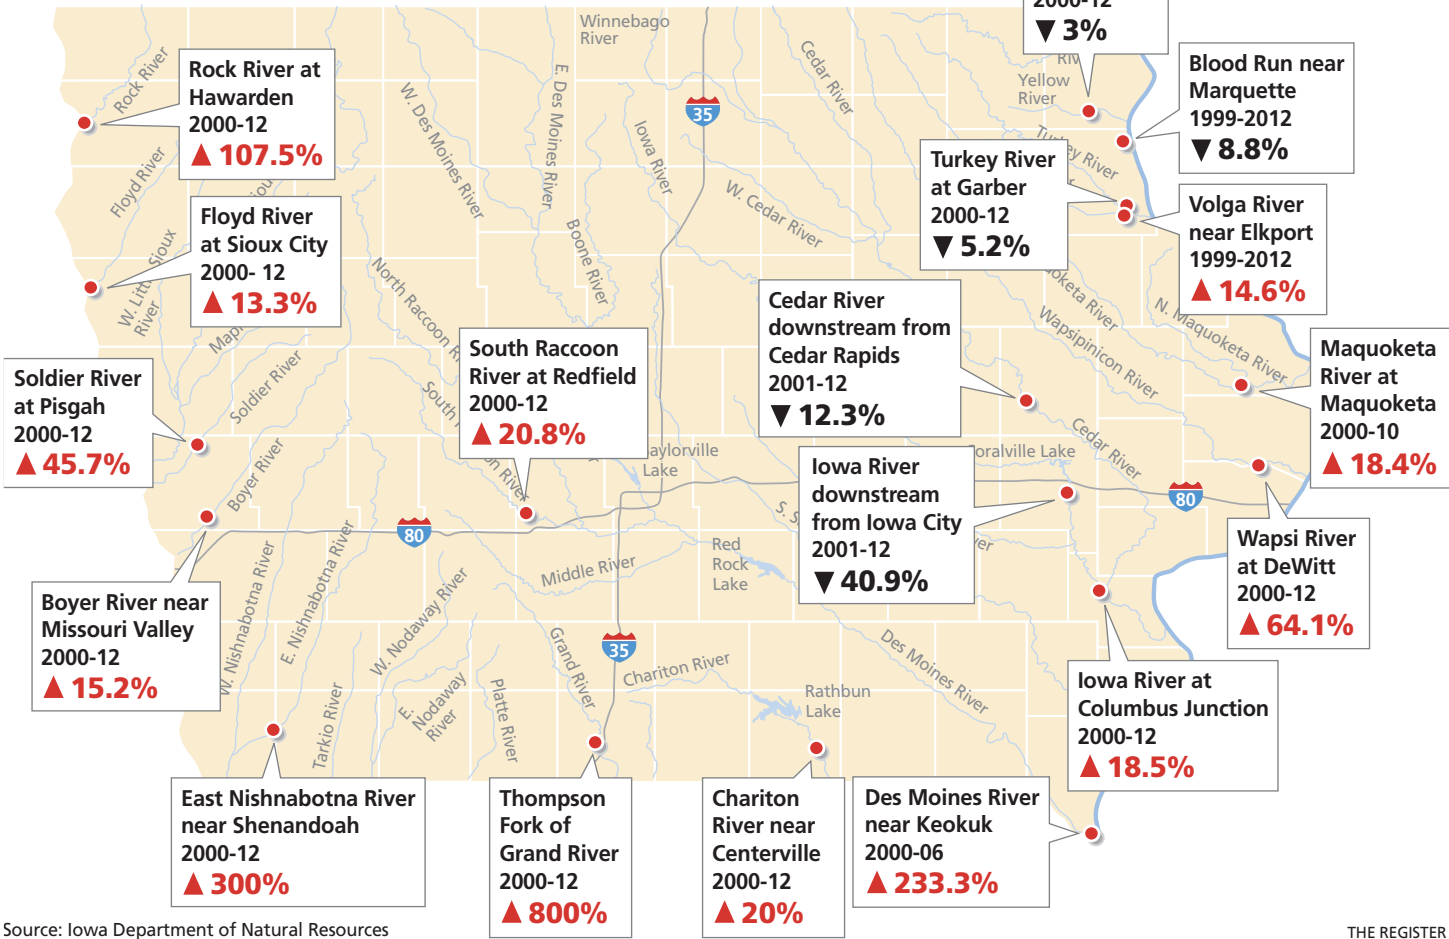 2000-12
▼ 3%
Winnebago
River
Rock River
Rock River at
Hawarden
2000-12
▲ 107.5%
W. Des Moines River
E. Des Moines River
Iowa River
35
Cedar River
Yellow
River
Blood Run near
Marquette
1999-2012
▼ 8.8%
Turkey River
Turkey River
at Garber
2000-12
▼ 5.2%
Floyd River
Floyd River
at Sioux City
2000- 12
▲ 13.3%
W. Cedar River
Boone River
Volga River
near Elkport
1999-2012
▲ 14.6%
W. Little Sioux
River
North Raccoon
Cedar River
downstream from
Cedar Rapids
2001-12
▼ 12.3%
Wapsipinicon River
N. Maquoketa River
Maquoketa
River at
Maquoketa
2000-10
▲ 18.4%
Soldier River
at Pisgah
2000-12
▲ 45.7%
Soldier River
South Raccoon
River at Redfield
2000-12
▲ 20.8%
River
Lake
Cedar River
Iowa River
downstream
from Iowa City
2001-12
▼ 40.9%
Boyer River
80
80
Wapsi River
at DeWitt
2000-12
▲ 64.1%
Boyer River near
Missouri Valley
2000-12
▲ 15.2%
W. Nishnabotna River
E. Nishnabotna River
W. Nodaway River
Middle River
Red
Rock
Lake
Grand River
35
Chariton River
Des Moines River
Rathbun
Lake
Iowa River at
Columbus Junction
2000-12
▲ 18.5%
Tarkio River
E.
Nodaway
River
Platte River
East Nishnabotna River
near Shenandoah
2000-12
▲ 300%
Thompson
Fork of
Grand River
2000-12
▲ 800%
Chariton
River near
Centerville
2000-12
▲ 20%
Des Moines River
near Keokuk
2000-06
▲ 233.3%
Source: Iowa Department of Natural Resources
THE REGISTER